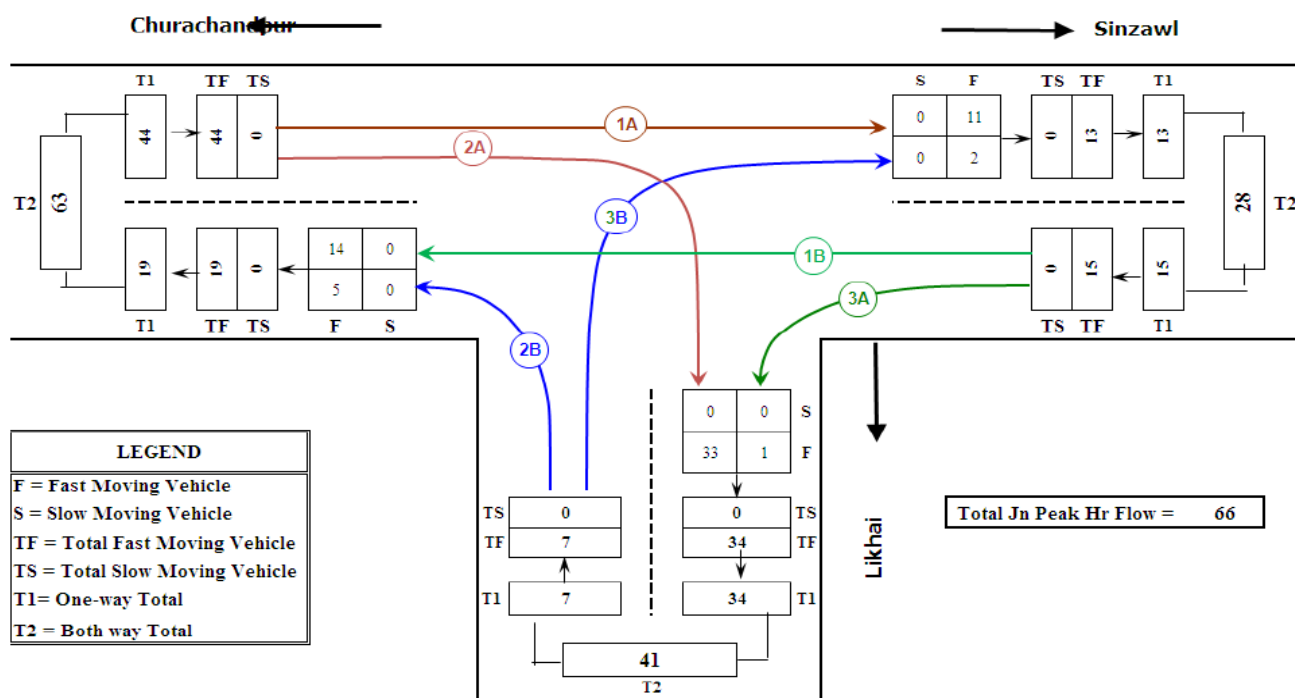 Churachandpur
Sinzawl
T1 TF TS
S F
TS TF T1
44 44 0
1A
0 11
0 2
0 13 13
2A
T2 63
3B
28 T2
19 19 0
14 0
5 0
1B
0 15 15
3A
T1 TF TS F S
TS TF T1
2B
0 0 S
33 1 F
LEGEND
F = Fast Moving Vehicle
S = Slow Moving Vehicle
TF = Total Fast Moving Vehicle
TS = Total Slow Moving Vehicle
T1= One-way Total
T2 = Both way Total
TS 0
TF 7
T1 7
0 TS
34 TF
34 T1
41
T2
Likhai
Total Jn Peak Hr Flow = 66